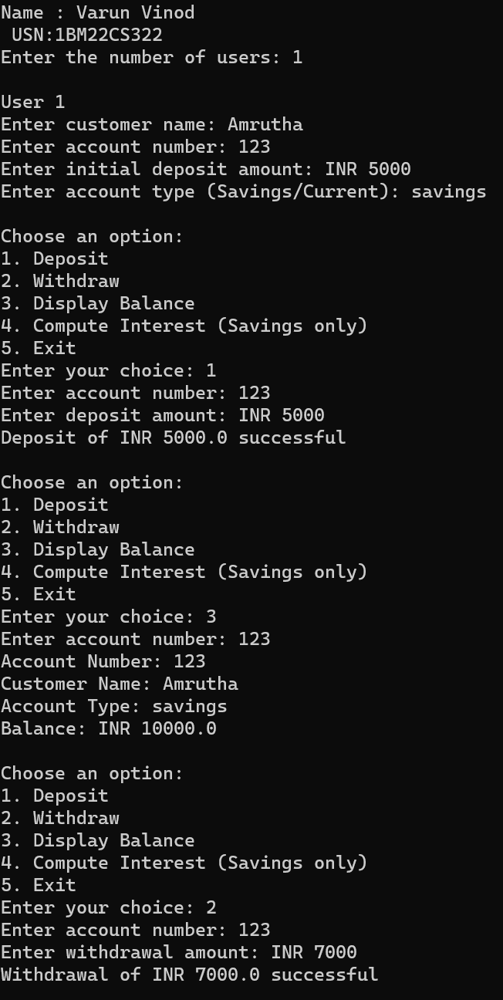 Name : Varun Vinod
USN:1BM22CS322
Enter the number of users: 1
User 1
Enter customer name: Amrutha
Enter account number: 123
Enter initial deposit amount: INR 5000
Enter account type (Savings/Current): savings
Choose an option:
1. Deposit
2. Withdraw
3. Display Balance
4. Compute Interest (Savings only)
5. Exit
Enter your choice: 1
Enter account number: 123
Enter deposit amount: INR 5000
Deposit of INR 5000.0 successful
Choose an option:
1. Deposit
2. Withdraw
3. Display Balance
4. Compute Interest (Savings only)
5. Exit
Enter your choice: 3
Enter account number: 123
Account Number: 123
Customer Name: Amrutha
Account Type: savings
Balance: INR 10000.0
Choose an option:
1. Deposit
2. Withdraw
3. Display Balance
4. Compute Interest (Savings only)
5. Exit
Enter your choice: 2
Enter account number: 123
Enter withdrawal amount: INR 7000
Withdrawal of INR 7000.0 successful